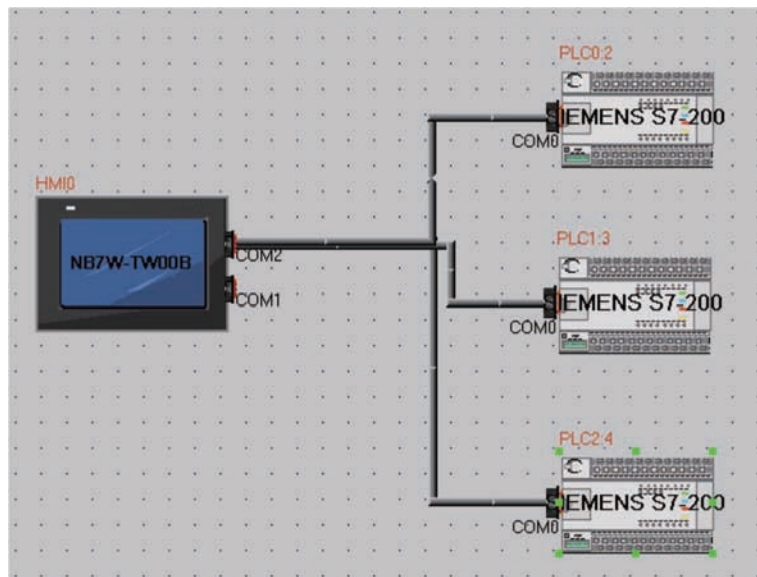 PLC0:2
SIEMENS S7-200
COM0
HMI0
NB7W-TW00B
COM2
COM1
PLC1:3
SIEMENS S7-200
COM0
PLC2:4
SIEMENS S7-200
COM0